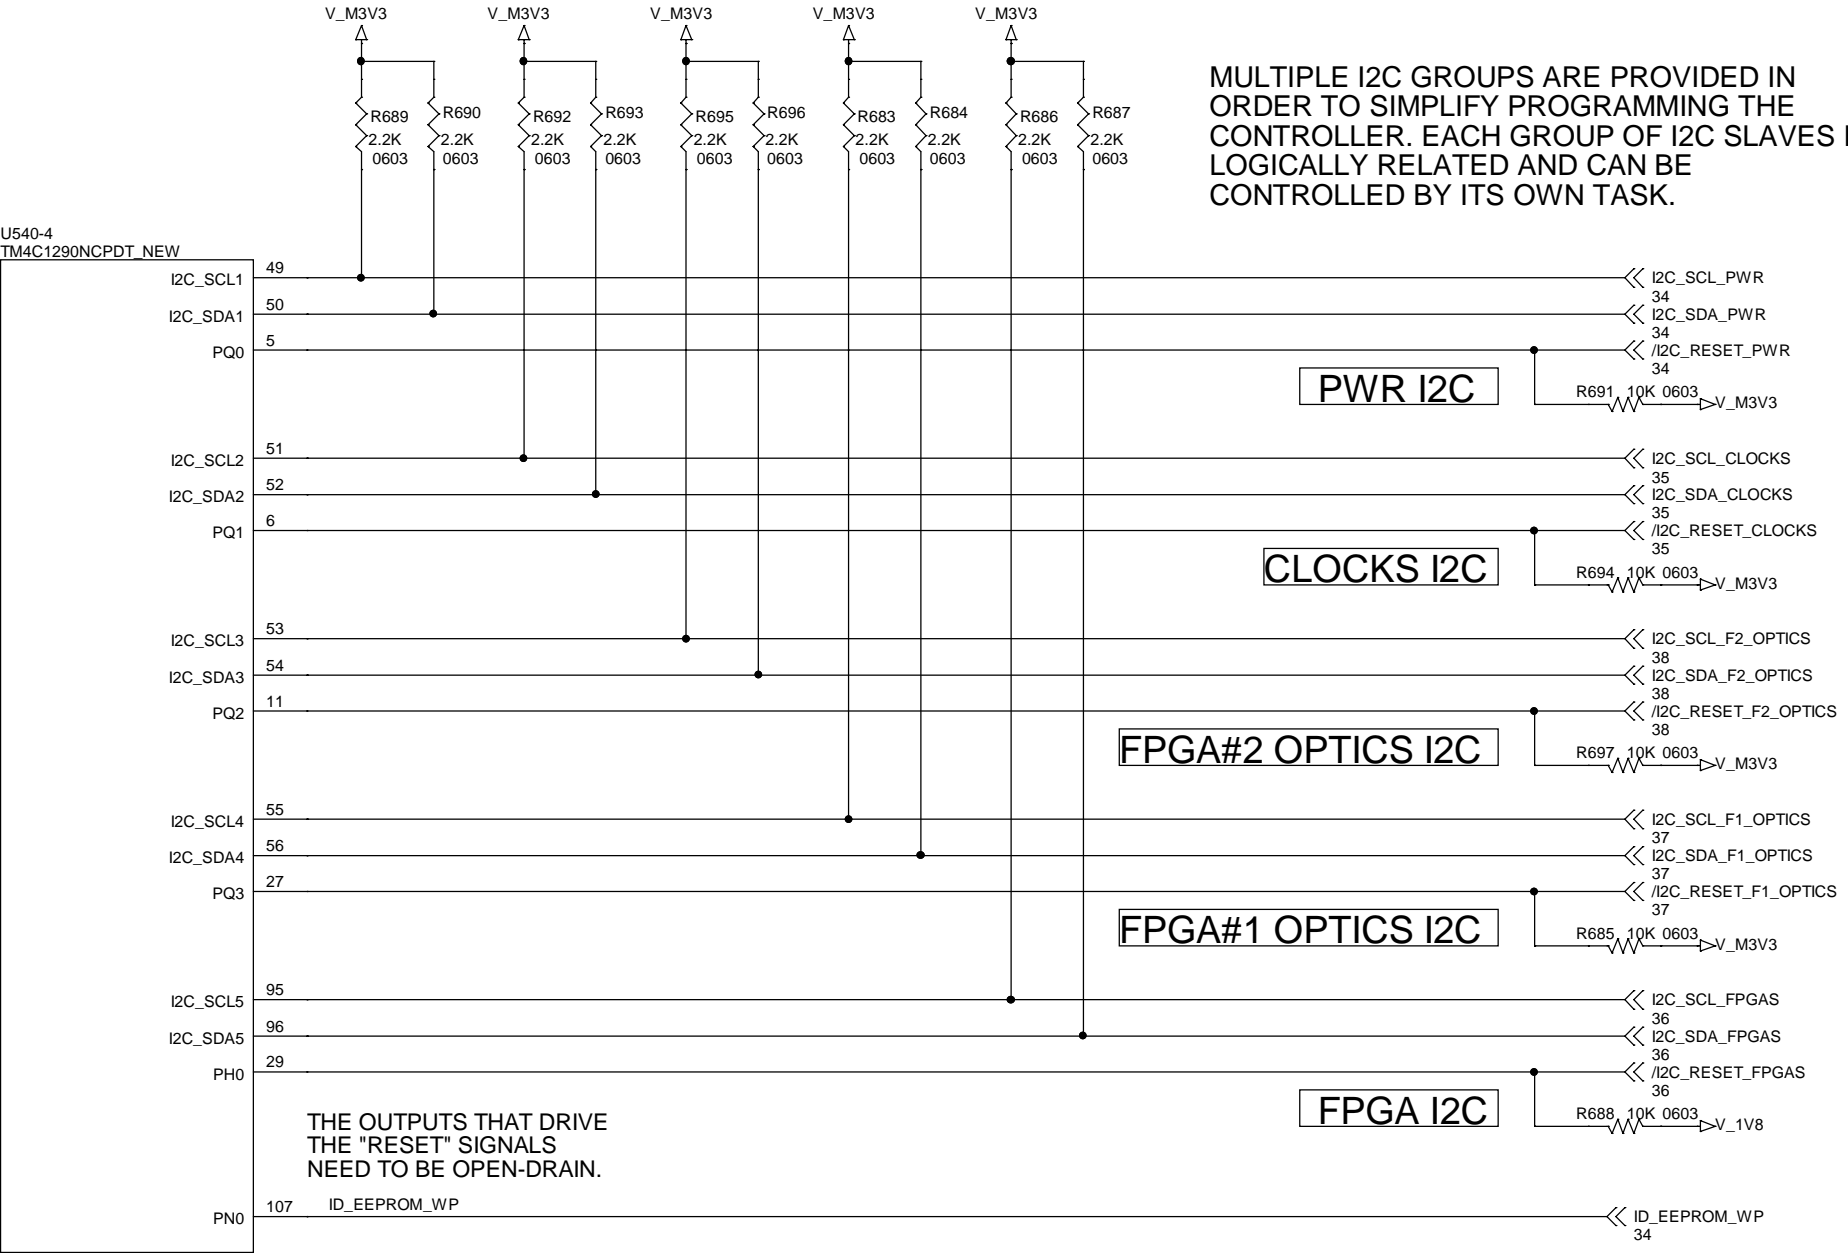 V_M3V3 V_M3V3 V_M3V3 V_M3V3 V_M3V3
R689 R690 R692 R693 R695 R696 R683 R684 R686 R687
2.2K 2.2K 2.2K 2.2K 2.2K 2.2K 2.2K 2.2K 2.2K 2.2K
0603 0603 0603 0603 0603 0603 0603 0603 0603 0603
MULTIPLE I2C GROUPS ARE PROVIDED IN
ORDER TO SIMPLIFY PROGRAMMING THE
CONTROLLER. EACH GROUP OF I2C SLAVES
LOGICALLY RELATED AND CAN BE
CONTROLLED BY ITS OWN TASK.
U540-4
TM4C1290NCPDT_NEW
I2C_SCL1 49 I2C_SCL_PWR
34
I2C_SDA1 50 I2C_SDA_PWR
34
PQ0 5 /I2C_RESET_PWR
34
PWR I2C
R691 10K 0603 V_M3V3
I2C_SCL2 51 I2C_SCL_CLOCKS
35
I2C_SDA2 52 I2C_SDA_CLOCKS
35
PQ1 6 /I2C_RESET_CLOCKS
35
CLOCKS I2C
R694 10K 0603 V_M3V3
I2C_SCL3 53 I2C_SCL_F2_OPTICS
38
I2C_SDA3 54 I2C_SDA_F2_OPTICS
38
PQ2 11 /I2C_RESET_F2_OPTICS
38
FPGA#2 OPTICS I2C
R697 10K 0603 V_M3V3
I2C_SCL4 55 I2C_SCL_F1_OPTICS
37
I2C_SDA4 56 I2C_SDA_F1_OPTICS
37
PQ3 27 /I2C_RESET_F1_OPTICS
37
FPGA#1 OPTICS I2C
R685 10K 0603 V_M3V3
I2C_SCL5 95 I2C_SCL_FPGAS
36
I2C_SDA5 96 I2C_SDA_FPGAS
36
PH0 29 /I2C_RESET_FPGAS
36
FPGA I2C
R688 10K 0603 V_1V8
THE OUTPUTS THAT DRIVE
THE "RESET" SIGNALS
NEED TO BE OPEN-DRAIN.
PN0 107 ID_EEPROM_WP ID_EEPROM_WP
34